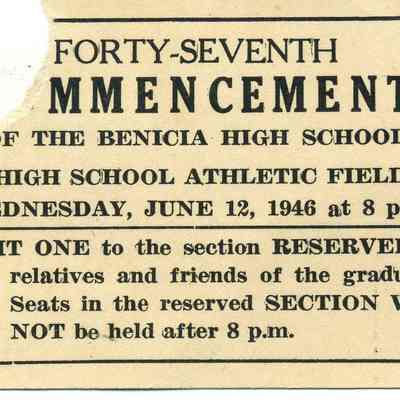 FORTY-SEVENTH
MMENCEMENT
OF THE BENICIA HIGH SCHOOL
HIGH SCHOOL ATHLETIC FIELD
EDNESDAY, JUNE 12, 1946 at 8 p
IT ONE to the section RESERVE
relatives and friends of the gradu
Seats in the reserved SECTION W
NOT be held after 8 p.m.